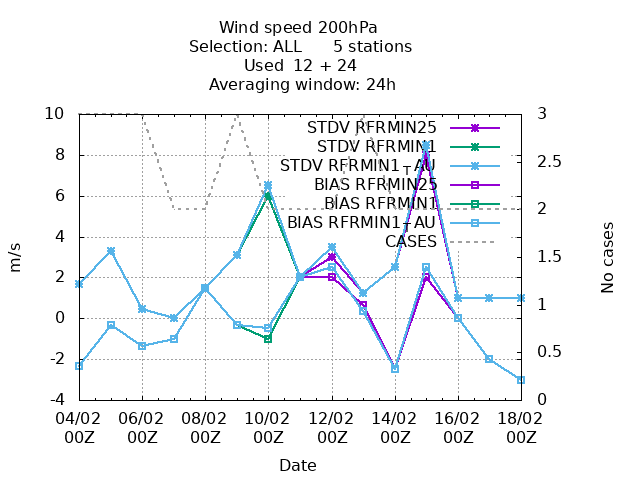 Wind speed 200hPa
Selection: ALL 5 stations
Used 12 + 24
Averaging window: 24h
10 3
STDV RFRMIN25
STDV RFRMIN1
8 2.5
STDV RFRMIN1_AU
BIAS RFRMIN25
6 2
BIAS RFRMIN1
BIAS RFRMIN1_AU
CASES
4 1.5
m/s
No cases
2 1
0
-2 0.5
-4 0
04/02 06/02 08/02 10/02 12/02 14/02 16/02 18/02
00Z 00Z 00Z 00Z 00Z 00Z 00Z 00Z
Date